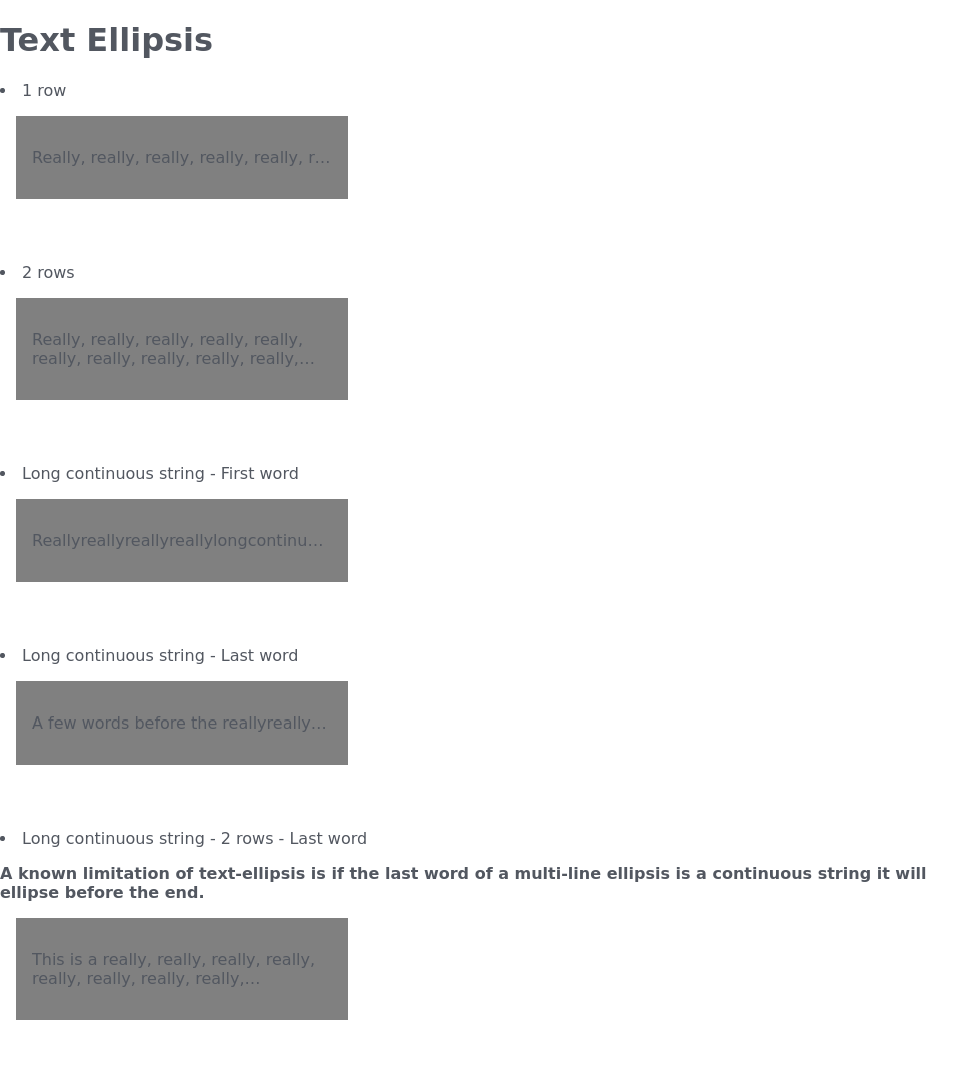 Text Ellipsis
• 1 row
Really, really, really, really, really, r…
• 2 rows
Really, really, really, really, really,
really, really, really, really, really,…
• Long continuous string - First word
Reallyreallyreallyreallylongcontinu…
• Long continuous string - Last word
A few words before the reallyreally…
• Long continuous string - 2 rows - Last word
A known limitation of text-ellipsis is if the last word of a multi-line ellipsis is a continuous string it will
ellipse before the end.
This is a really, really, really, really,
really, really, really, really,…